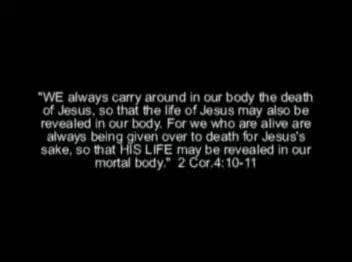 "WE always carry around in our body the death
of Jesus, so that the life of Jesus may also be
revealed in our body. For we who are alive are
always being given over to death for Jesus's
sake, so that HIS LIFE may be revealed in our
mortal body."  2 Cor.4:10-11